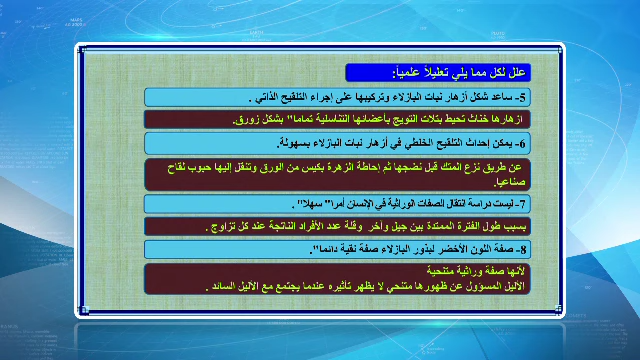 علل لكل مما يلي تعليلاً علمياً:
5- ساعد شكل أزهار نبات البازلاء وتركيبها على إجراء التلقيح الذاتي .
ازهارها خناث تحيط بتلات التويج بأعضائها التناسلية تماما" بشكل زورق.
6- يمكن إحداث التلقيح الخلطي في أزهار نبات البازلاء بسهولة.
عن طريق نزع المتك قبل نضجها ثم إحاطة الزهرة بكيس من الورق وتنقل إليها حبوب لقاح
صناعيا.
7- ليست دراسة انتقال الصفات الوراثية في الإنسان أمرا" سهلا" .
بسبب طول الفترة الممتدة بين جيل وآخر وقلة عدد الأفراد الناتجة عند كل تزاوج .
8- صفة اللون الأخضر لبذور البازلاء صفة نقية دائما".
لأنها صفة وراثية متنحية
الأليل المسؤول عن ظهورها متنحي لا يظهر تأثيره عندما يجتمع مع الأليل السائد .